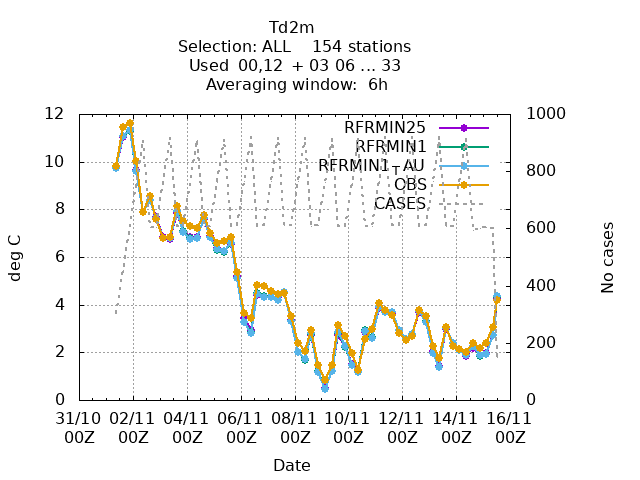 Td2m
Selection: ALL    154 stations
Used  00,12  + 03 06 ... 33
Averaging window:  6h
12
10
8
6
4
2
0
deg C
1000
800
600
400
200
0
No cases
RFRMIN25
RFRMIN1
RFRMIN1_AU
OBS
CASES
31/10 02/11 04/11 06/11 08/11 10/11 12/11 14/11 16/11
00Z 00Z 00Z 00Z 00Z 00Z 00Z 00Z 00Z
Date